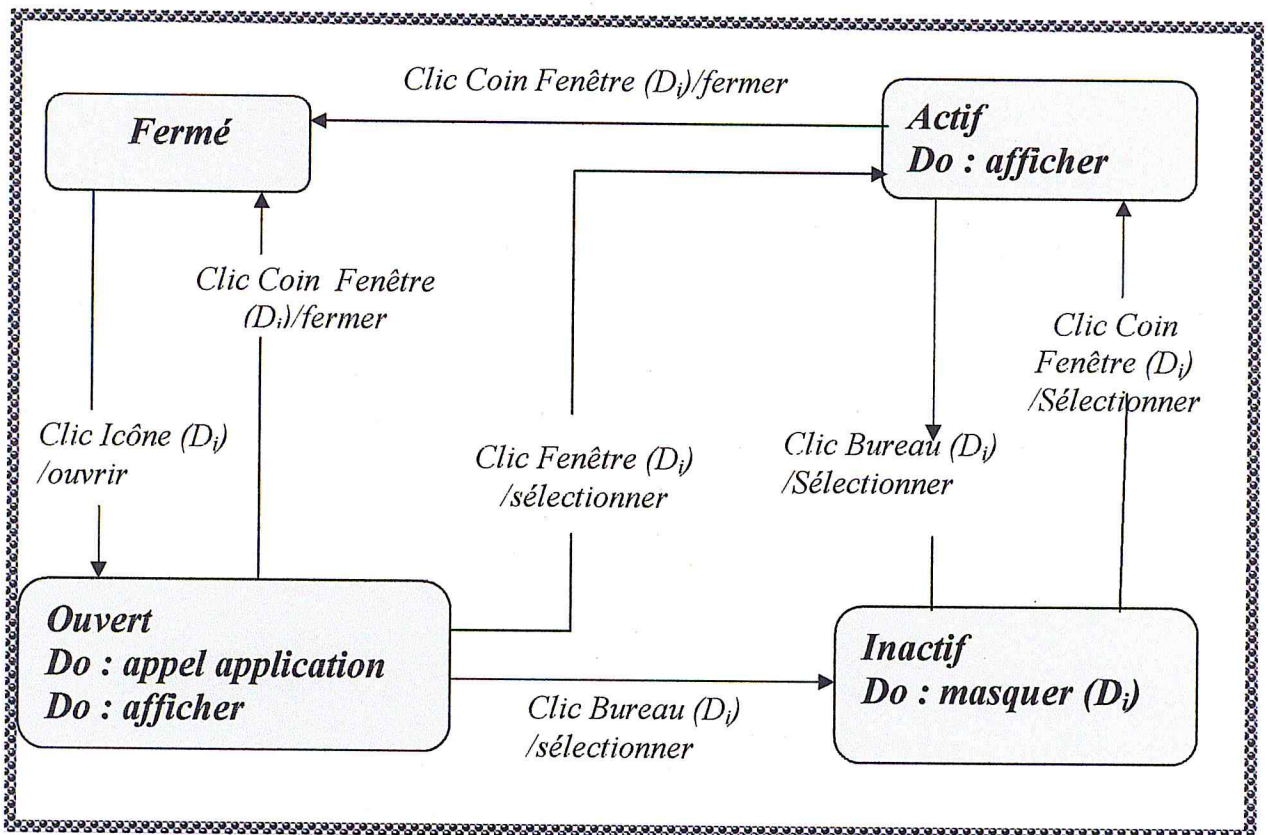 Clic Coin Fenêtre (Di)/fermer
Fermé
Actif
Do : afficher
Clic Coin Fenêtre
(Di)/fermer
Clic Coin
Fenêtre (Di)
/Sélectionner
Clic Icône (Di)
/ouvrir
Clic Fenêtre (Di)
/sélectionner
Clic Bureau (Di)
/Sélectionner
Ouvert
Do : appel application
Do : afficher
Inactif
Do : masquer (Di)
Clic Bureau (Di)
/sélectionner